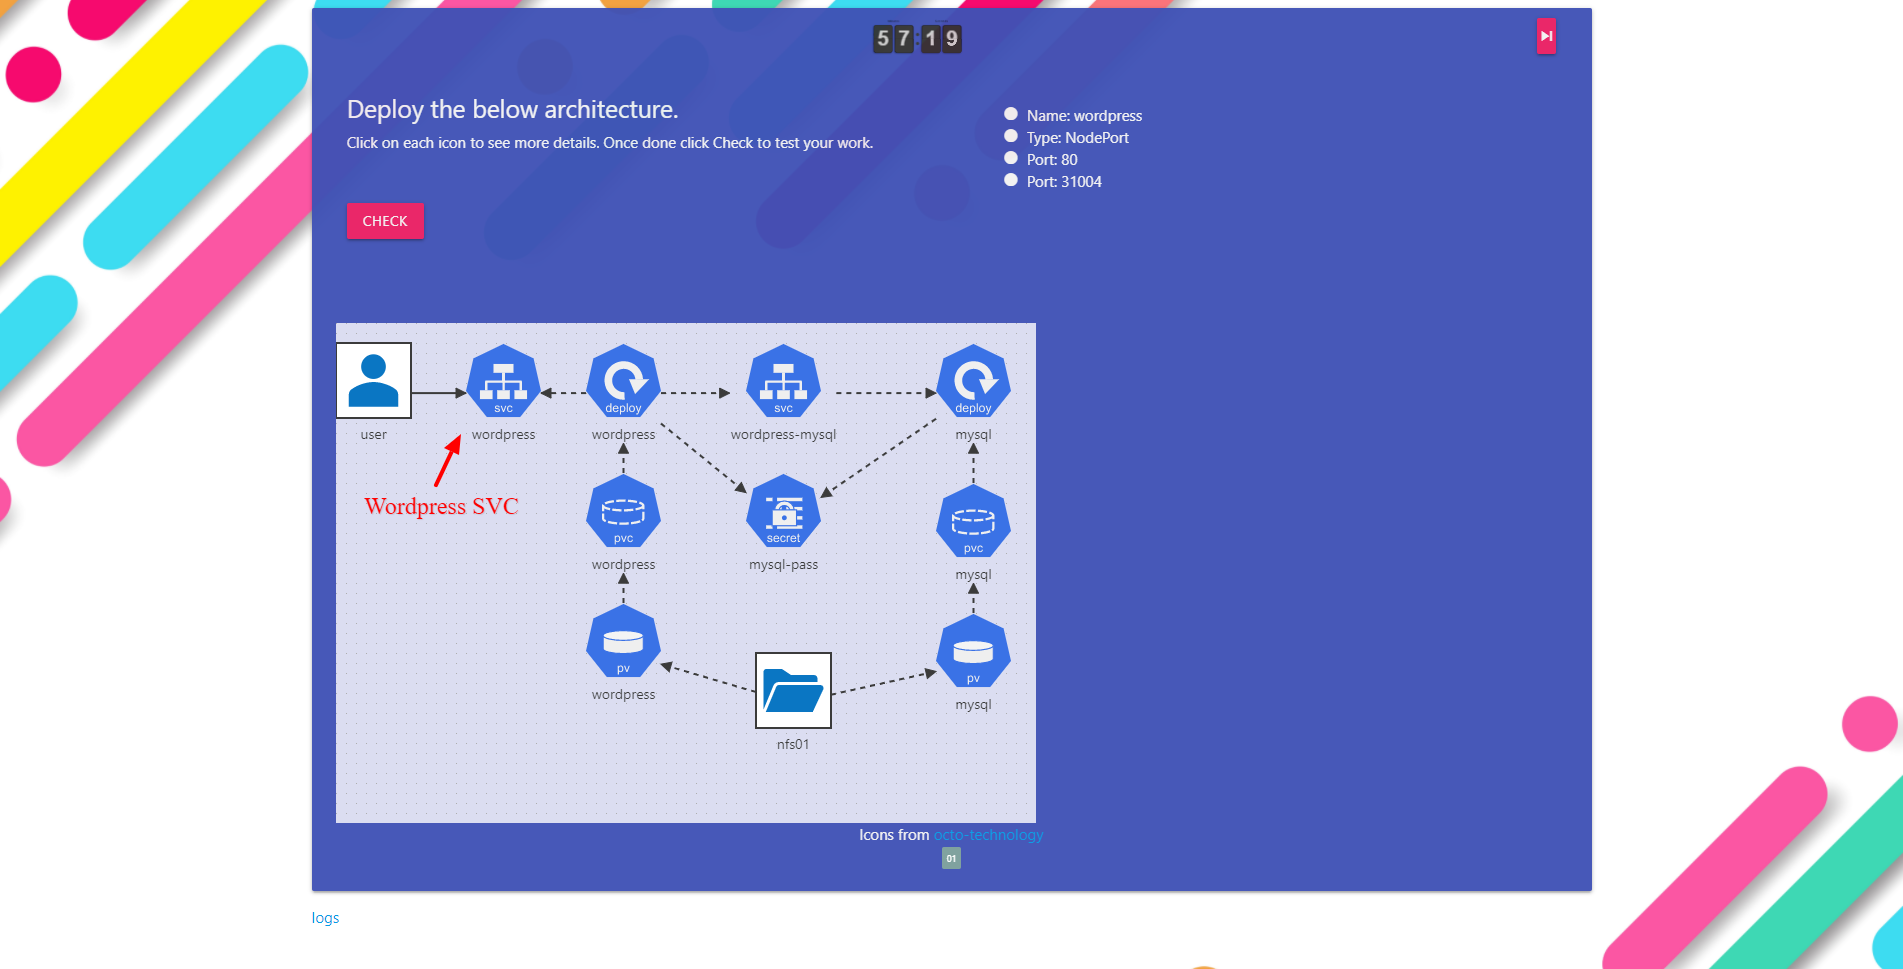 57:19
Deploy the below architecture.
Click on each icon to see more details. Once done click Check to test your work.
CHECK
Name: wordpress
Type: NodePort
Port: 80
Port: 31004
svc
deploy
svc
deploy
user
wordpress
wordpress
wordpress-mysql
mysql
Wordpress SVC
pvc
secret
pvc
wordpress
mysql-pass
mysql
pv
pv
wordpress
mysql
nfs01
Icons from octo-technology
01
logs